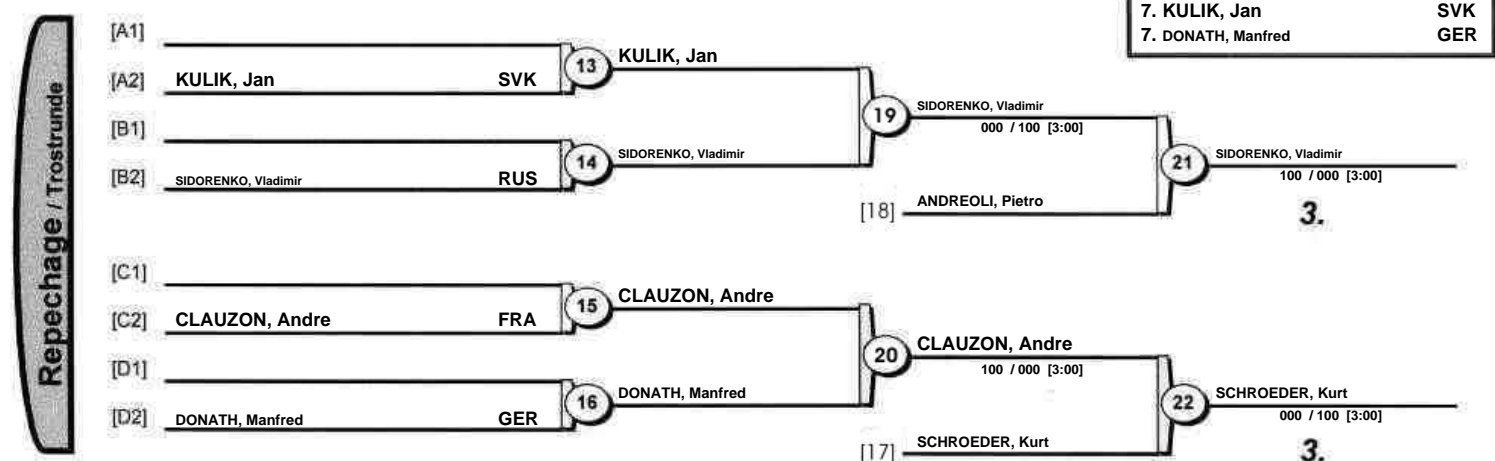 7. KULIK, Jan SVK
7. DONATH, Manfred GER
Repechage / Trostrunde
[A1]
[A2] KULIK, Jan SVK
13
KULIK, Jan
[B1]
[B2] SIDORENKO, Vladimir RUS
14
SIDORENKO, Vladimir
19
SIDORENKO, Vladimir
000 / 100 [3:00]
[18] ANDREOLI, Pietro
21
SIDORENKO, Vladimir
100 / 000 [3:00]
3.
[C1]
[C2] CLAUZON, Andre FRA
15
CLAUZON, Andre
[D1]
[D2] DONATH, Manfred GER
16
DONATH, Manfred
20
CLAUZON, Andre
100 / 000 [3:00]
[17] SCHROEDER, Kurt
22
SCHROEDER, Kurt
000 / 100 [3:00]
3.